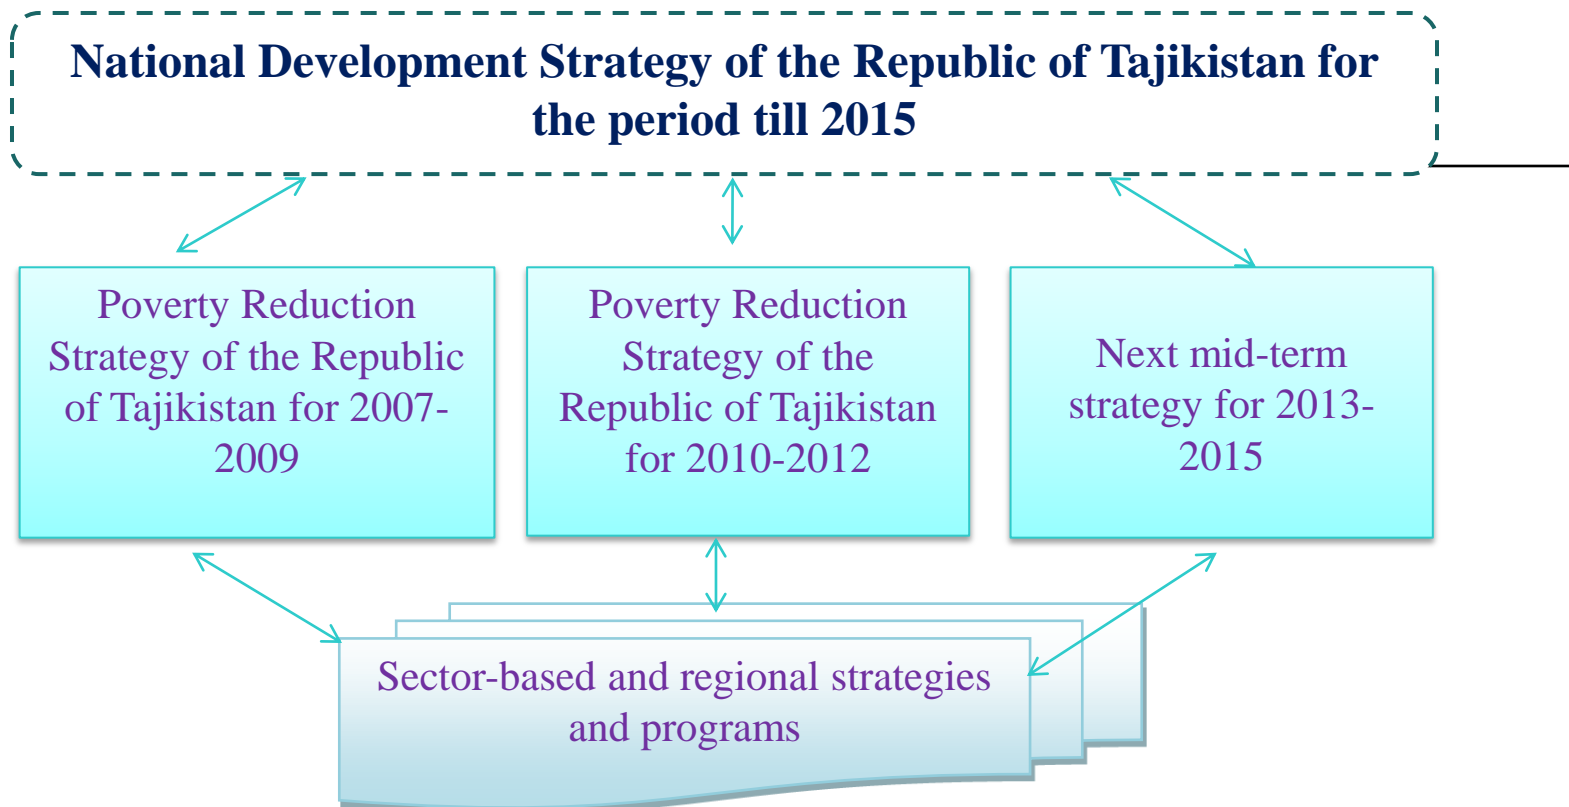 National Development Strategy of the Republic of Tajikistan for
the period till 2015
Poverty Reduction
Strategy of the Republic
of Tajikistan for 2007-
2009
Poverty Reduction
Strategy of the
Republic of Tajikistan
for 2010-2012
Next mid-term
strategy for 2013-
2015
Sector-based and regional strategies
and programs